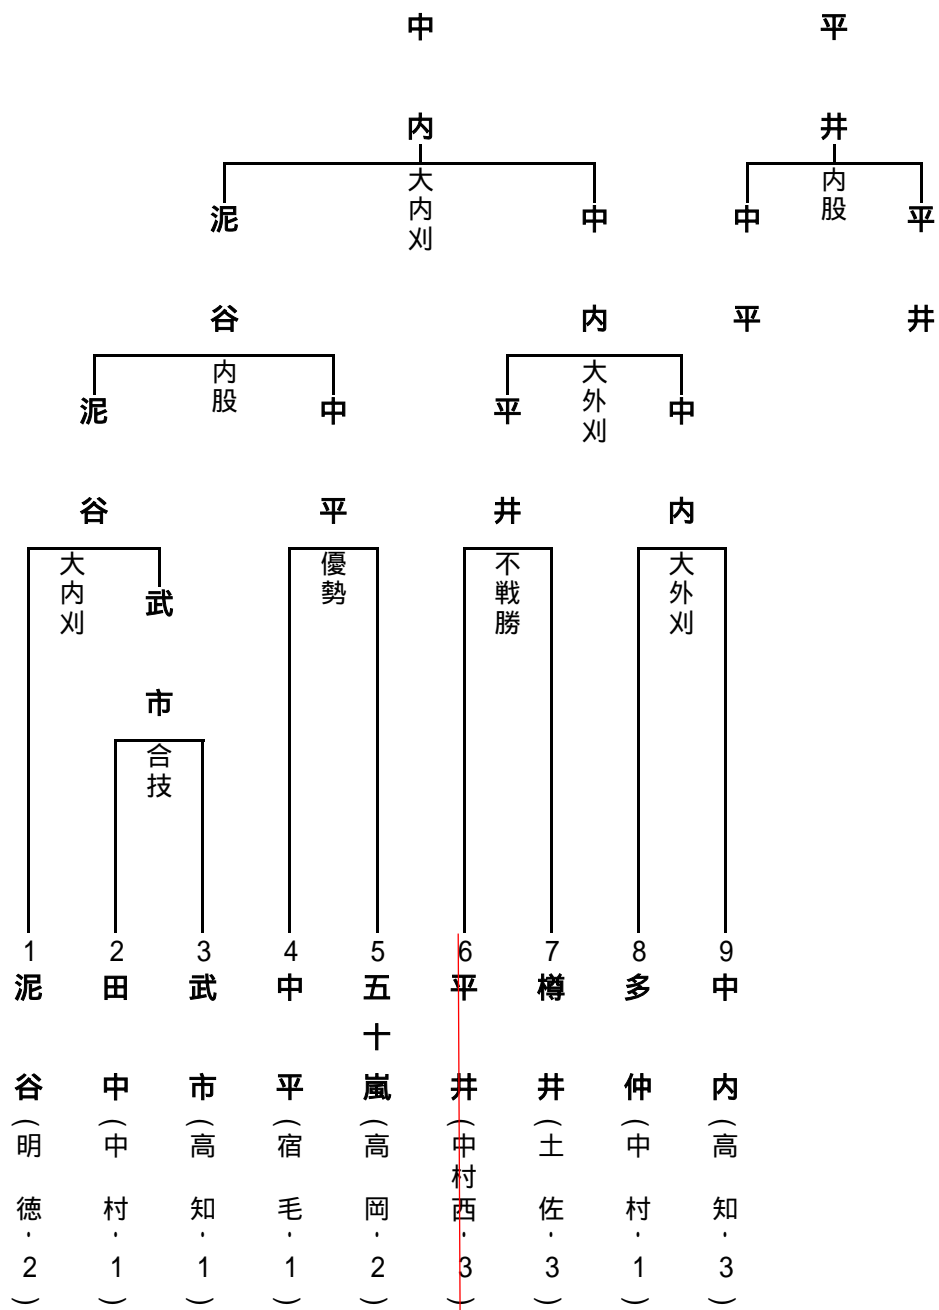 中内
平井
大内刈
内股
泥谷
中内
中平
平井
内股
大外刈
泥谷
中平
平井
中内
大内刈
優勢
不戦勝
大外刈
武市
合技
1 泥谷(明徳・2)
2 田中(中村・1)
3 武市(高知・1)
4 中平(宿毛・1)
5 五十嵐(高岡・2)
6 平井(中村西・3)
7 樽井(土佐・3)
8 多仲(中村・1)
9 中内(高知・3)